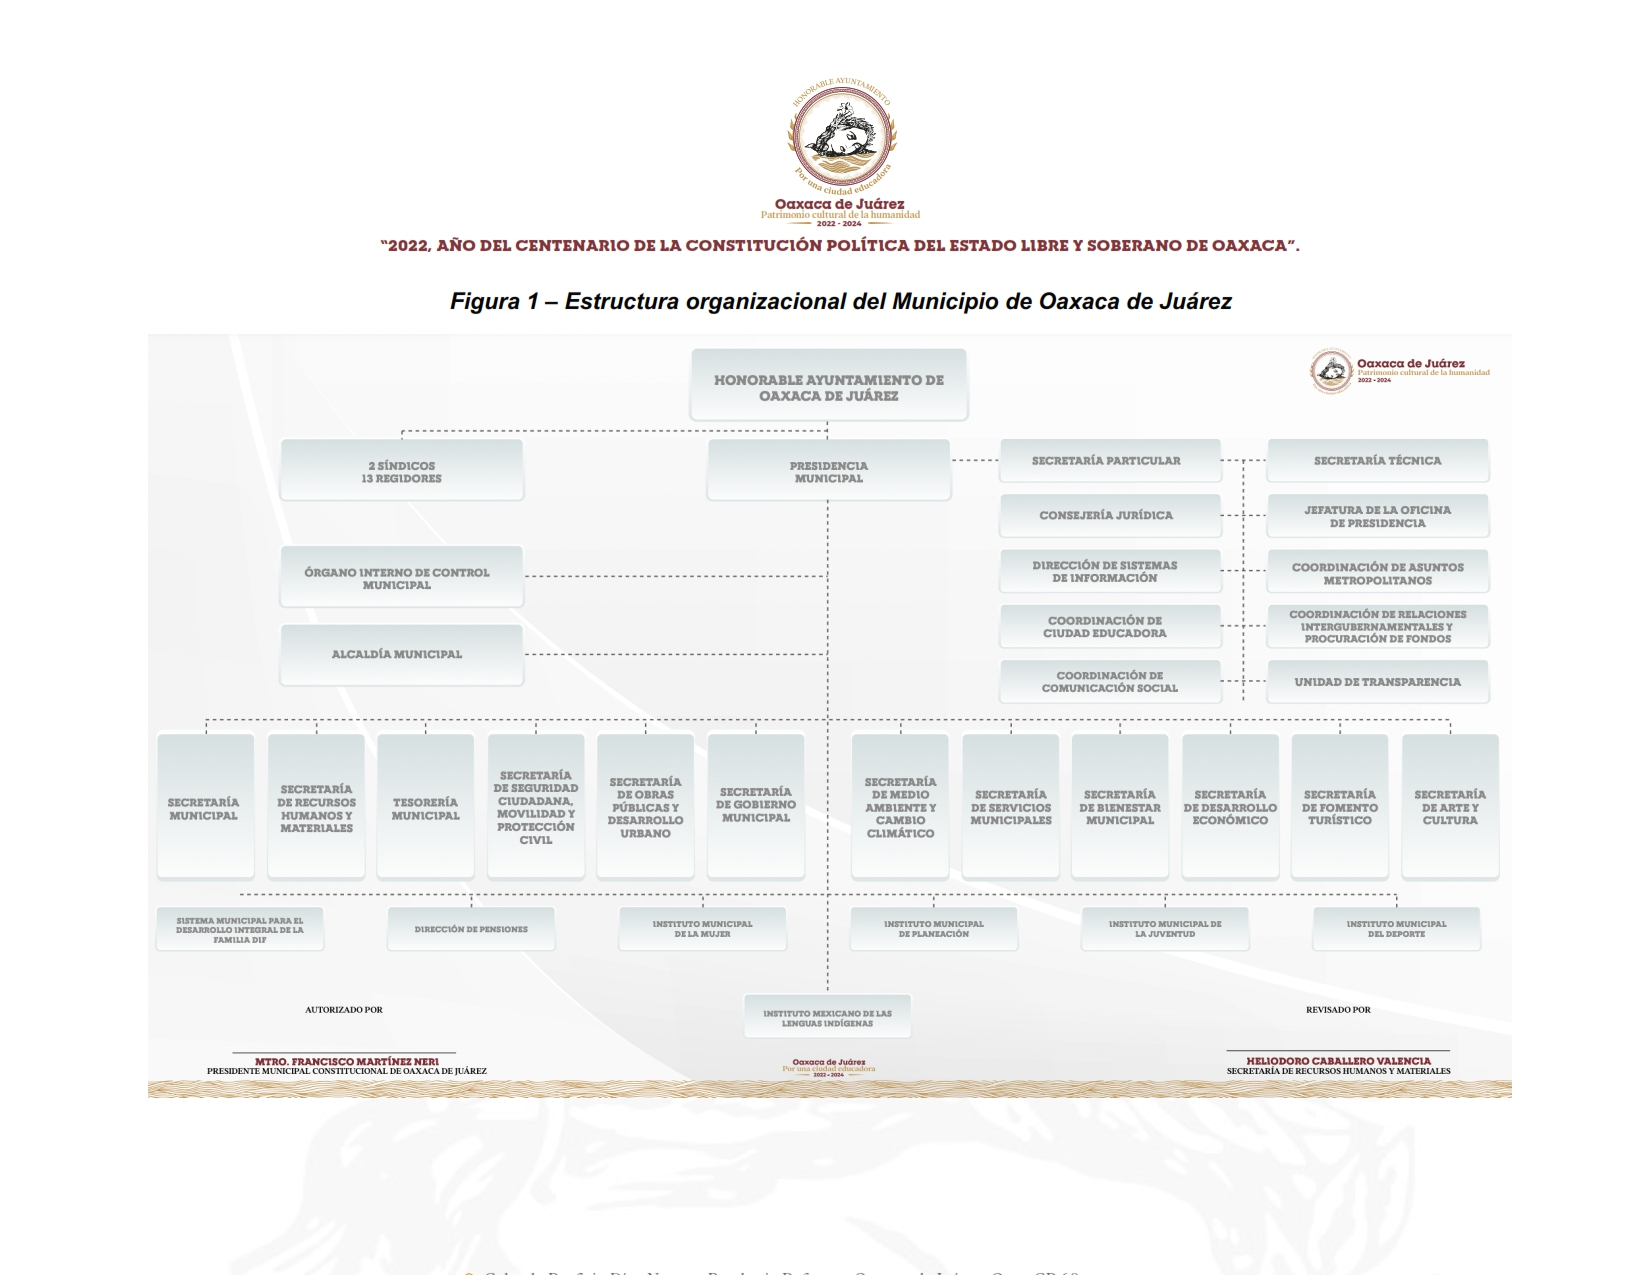 HONORABLE AYUNTAMIENTO
Por una ciudad educadora
Oaxaca de Juárez
Patrimonio cultural de la humanidad
2022 - 2024
“2022, AÑO DEL CENTENARIO DE LA CONSTITUCIÓN POLÍTICA DEL ESTADO LIBRE Y SOBERANO DE OAXACA”.
Figura 1 – Estructura organizacional del Municipio de Oaxaca de Juárez
HONORABLE AYUNTAMIENTO DE
OAXACA DE JUÁREZ
Oaxaca de Juárez
Patrimonio cultural de la humanidad
2022 - 2024
2 SÍNDICOS
13 REGIDORES
PRESIDENCIA
MUNICIPAL
SECRETARÍA PARTICULAR
SECRETARÍA TÉCNICA
CONSEJERÍA JURÍDICA
JEFATURA DE LA OFICINA
DE PRESIDENCIA
ÓRGANO INTERNO DE CONTROL
MUNICIPAL
DIRECCIÓN DE SISTEMAS
DE INFORMACIÓN
COORDINACIÓN DE ASUNTOS
METROPOLITANOS
COORDINACIÓN DE
CIUDAD EDUCADORA
COORDINACIÓN DE RELACIONES
INTERGUBERNAMENTALES Y
PROCURACIÓN DE FONDOS
ALCALDÍA MUNICIPAL
COORDINACIÓN DE
COMUNICACIÓN SOCIAL
UNIDAD DE TRANSPARENCIA
SECRETARÍA
MUNICIPAL
SECRETARÍA
DE RECURSOS
HUMANOS Y
MATERIALES
TESORERÍA
MUNICIPAL
SECRETARÍA
DE SEGURIDAD
CIUDADANA,
MOVILIDAD Y
PROTECCIÓN
CIVIL
SECRETARÍA
DE OBRAS
PÚBLICAS Y
DESARROLLO
URBANO
SECRETARÍA
DE GOBIERNO
MUNICIPAL
SECRETARÍA
DE MEDIO
AMBIENTE Y
CAMBIO
CLIMÁTICO
SECRETARÍA
DE SERVICIOS
MUNICIPALES
SECRETARÍA
DE BIENESTAR
MUNICIPAL
SECRETARÍA
DE DESARROLLO
ECONÓMICO
SECRETARÍA
DE FOMENTO
TURÍSTICO
SECRETARÍA
DE ARTE Y
CULTURA
SISTEMA MUNICIPAL PARA EL
DESARROLLO INTEGRAL DE LA
FAMILIA DIF
DIRECCIÓN DE PENSIONES
INSTITUTO MUNICIPAL
DE LA MUJER
INSTITUTO MUNICIPAL
DE PLANEACIÓN
INSTITUTO MUNICIPAL DE
LA JUVENTUD
INSTITUTO MUNICIPAL
DEL DEPORTE
INSTITUTO MEXICANO DE LAS
LENGUAS INDÍGENAS
AUTORIZADO POR
MTRO. FRANCISCO MARTÍNEZ NERI
PRESIDENTE MUNICIPAL CONSTITUCIONAL DE OAXACA DE JUÁREZ
Oaxaca de Juárez
Por una ciudad educadora
2022 - 2024
REVISADO POR
HELIODORO CABALLERO VALENCIA
SECRETARÍA DE RECURSOS HUMANOS Y MATERIALES